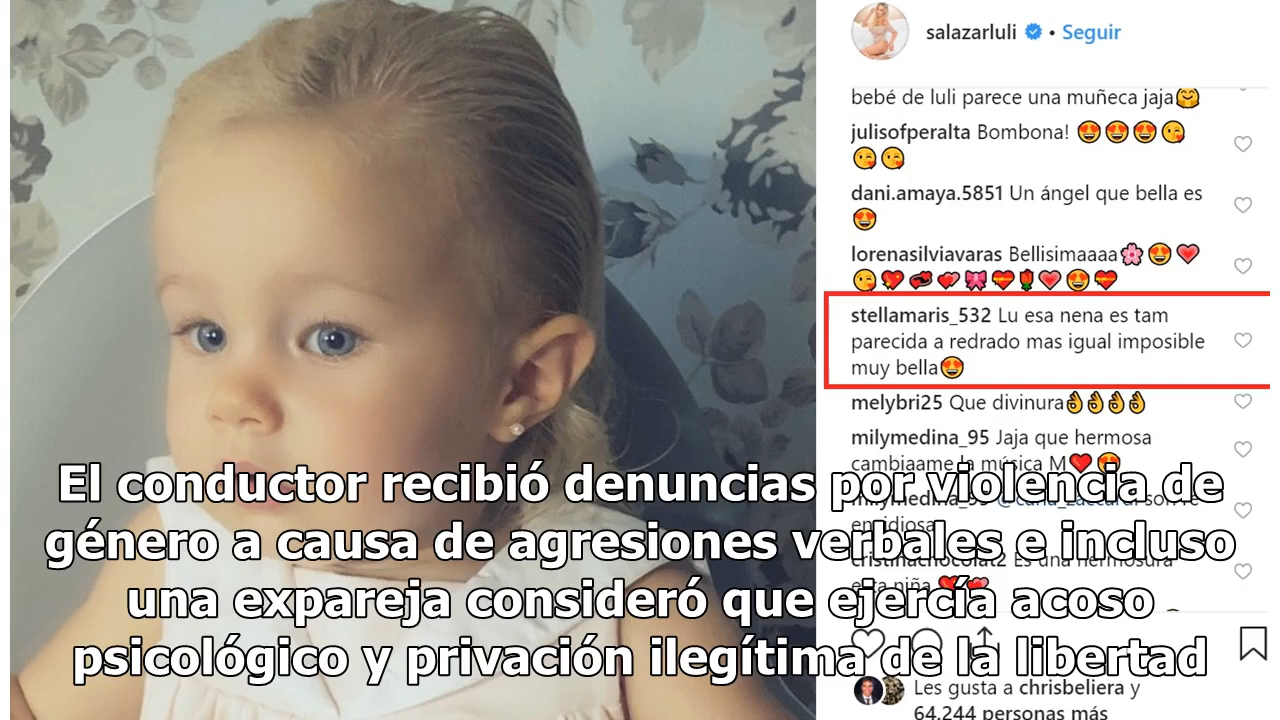 salazarluli • Seguir
bebé de luli parece una muñeca jaja🤗
julisofperalta Bombona! 😍😍😍😘
😘😘
dani.amaya.5851 Un ángel que bella es
😍
lorenasilviavaras Bellisimaaaa🌸😍💗
😘💖💞💕🎀💝🌹💗😍💝
stellamaris_532 Lu esa nena es tam
parecida a redrado mas igual imposible
muy bella😍
melybri25 Que divinura👌👌👌👌
milymedina_95 Jaja que hermosa
cambiaame la música M❤️😍
El conductor recibió denuncias por violencia de
género a causa de agresiones verbales e incluso
una expareja consideró que ejercía acoso
psicológico y privación ilegítima de la libertad
cristinachocolat2 Es una hermosura
esta niña ❤️💕
Les gusta a chrisbeliera y
64.244 personas más